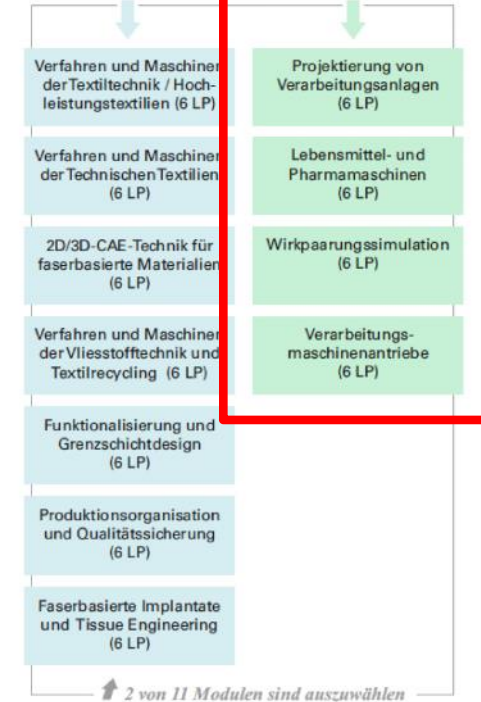 Verfahren und Maschinen
der Textiltechnik / Hoch-
leistungstextilien (6 LP)
Verfahren und Maschinen
der Technischen Textilien
(6 LP)
2D/3D-CAE-Technik für
faserbasierte Materialien
(6 LP)
Verfahren und Maschinen
der Vliesstofftechnik und
Textilrecycling (6 LP)
Funktionalisierung und
Grenzschichtdesign
(6 LP)
Produktionsorganisation
und Qualitätssicherung
(6 LP)
Faserbasierte Implantate
und Tissue Engineering
(6 LP)
Projektierung von
Verarbeitungsanlagen
(6 LP)
Lebensmittel- und
Pharmamaschinen
(6 LP)
Wirkpaarungssimulation
(6 LP)
Verarbeitungs-
maschinenantriebe
(6 LP)
2 von 11 Modulen sind auszuwählen